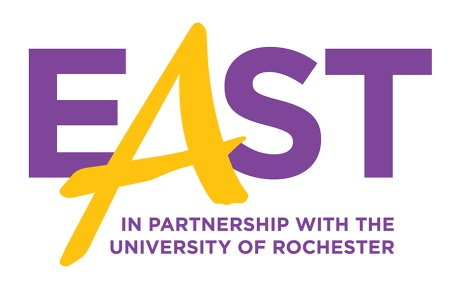 EAST
IN PARTNERSHIP WITH THE
UNIVERSITY OF ROCHESTER